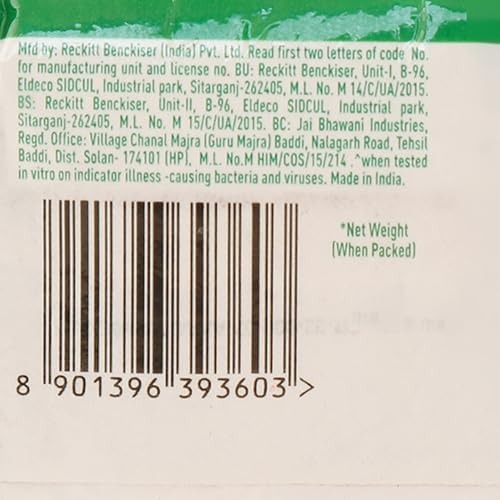 Mfd by: Reckitt Benckiser (India) Pvt. Ltd. Read first two letters of code No.
for manufacturing unit and license no. BU: Reckitt Benckiser, Unit-I, B-96,
Eldeco SIDCUL, Industrial park, Sitarganj-262405, M.L. No. M 14/C/UA/2015.
BS: Reckitt Benckiser, Unit-II, B-96, Eldeco SIDCUL, Industrial park,
Sitarganj-262405, M.L. No. M 15/C/UA/2015. BC: Jai Bhawani Industries,
Regd. Office: Village Chanal Majra (Guru Majra) Baddi, Nalagarh Road, Tehsil
Baddi, Dist. Solan- 174101 (HP), M.L. No.M HIM/COS/15/214 .^when tested
in vitro on indicator illness -causing bacteria and viruses. Made in India.
*Net Weight
(When Packed)
8 901396 393603 >